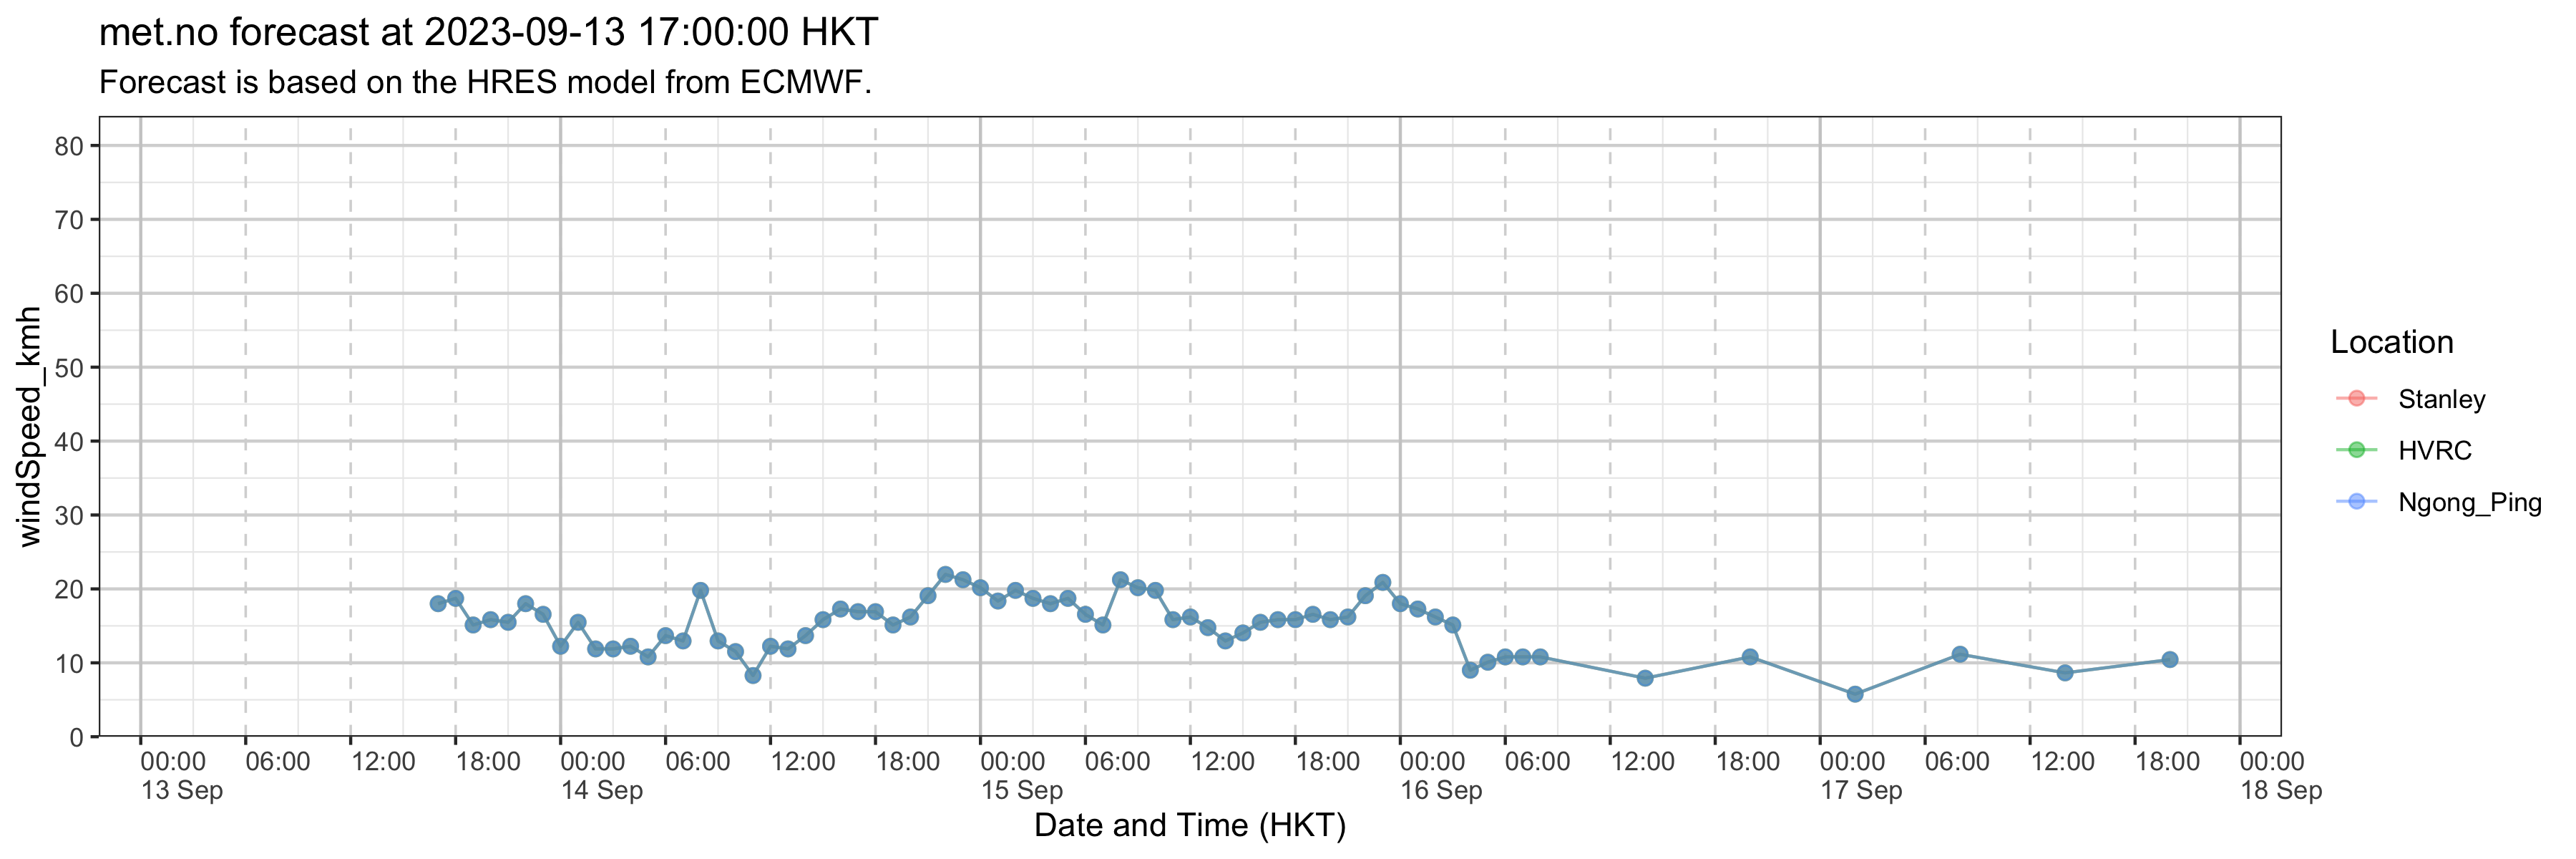 met.no forecast at 2023-09-13 17:00:00 HKT
Forecast is based on the HRES model from ECMWF.
80
70
60
50
40
30
20
10
0
windSpeed_kmh
00:00 06:00 12:00 18:00 00:00 06:00 12:00 18:00 00:00 06:00 12:00 18:00 00:00 06:00 12:00 18:00 00:00 06:00 12:00 18:00 00:00
13 Sep 14 Sep 15 Sep 16 Sep 17 Sep 18 Sep
Date and Time (HKT)
Location
Stanley
HVRC
Ngong_Ping